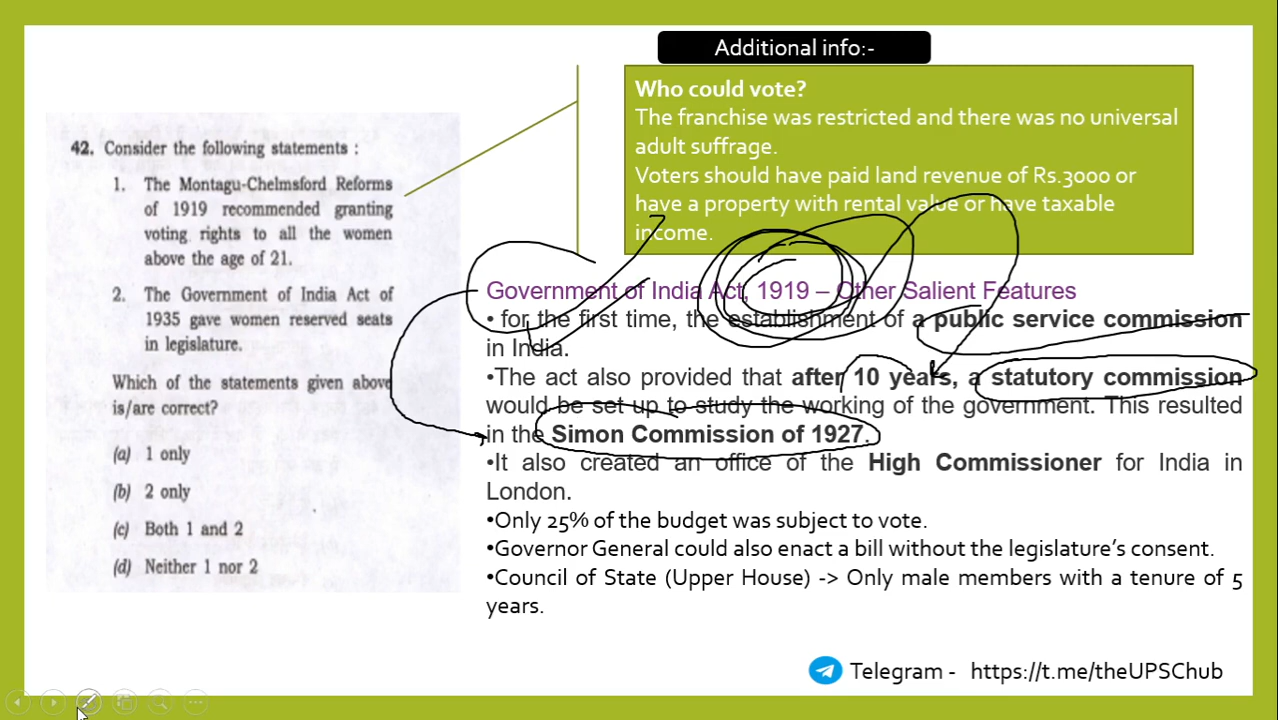 Additional info:-
Who could vote?
The franchise was restricted and there was no universal
adult suffrage.
Voters should have paid land revenue of Rs.3000 or
have a property with rental value or have taxable
income.
42. Consider the following statements :
1. The Montagu-Chelmsford Reforms
of 1919 recommended granting
voting rights to all the women
above the age of 21.
2. The Government of India Act of
1935 gave women reserved seats
in legislature.
Which of the statements given above
is/are correct?
(a) 1 only
(b) 2 only
(c) Both 1 and 2
(d) Neither 1 nor 2
Government of India Act, 1919 – Other Salient Features
• for the first time, the establishment of a public service commission
in India.
•The act also provided that after 10 years, a statutory commission
would be set up to study the working of the government. This resulted
in the Simon Commission of 1927.
•It also created an office of the High Commissioner for India in
London.
•Only 25% of the budget was subject to vote.
•Governor General could also enact a bill without the legislature's consent.
•Council of State (Upper House) -> Only male members with a tenure of 5
years.
Telegram - https://t.me/theUPSChub